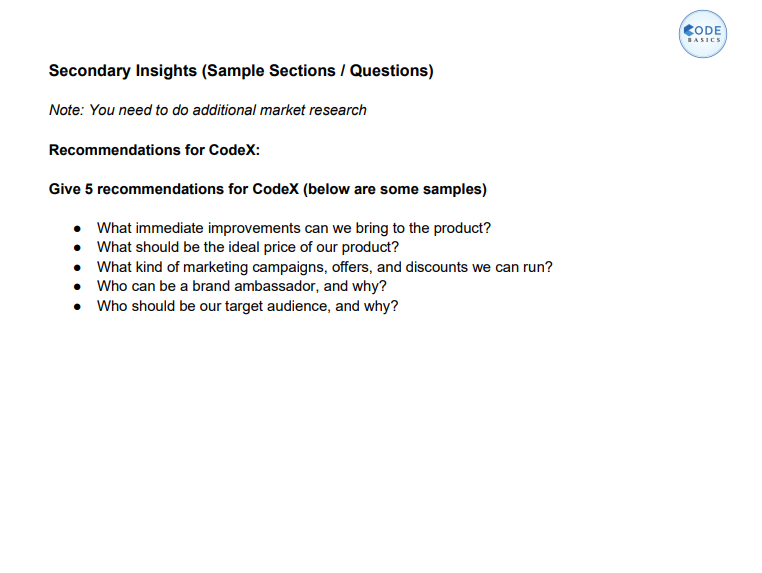 CODE
BASICS
Secondary Insights (Sample Sections / Questions)
Note: You need to do additional market research
Recommendations for CodeX:
Give 5 recommendations for CodeX (below are some samples)
● What immediate improvements can we bring to the product?
● What should be the ideal price of our product?
● What kind of marketing campaigns, offers, and discounts we can run?
● Who can be a brand ambassador, and why?
● Who should be our target audience, and why?